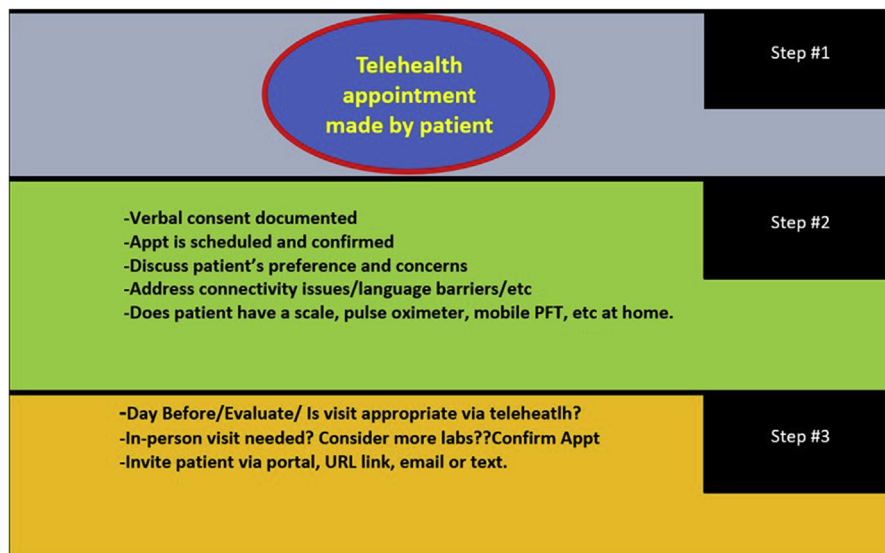 Telehealth
appointment
made by patient
Step #1
-Verbal consent documented
-Appt is scheduled and confirmed
-Discuss patient's preference and concerns
-Address connectivity issues/language barriers/etc
-Does patient have a scale, pulse oximeter, mobile PFT, etc at home.
Step #2
-Day Before/Evaluate/ Is visit appropriate via teleheatlh?
-In-person visit needed? Consider more labs??Confirm Appt
-Invite patient via portal, URL link, email or text.
Step #3